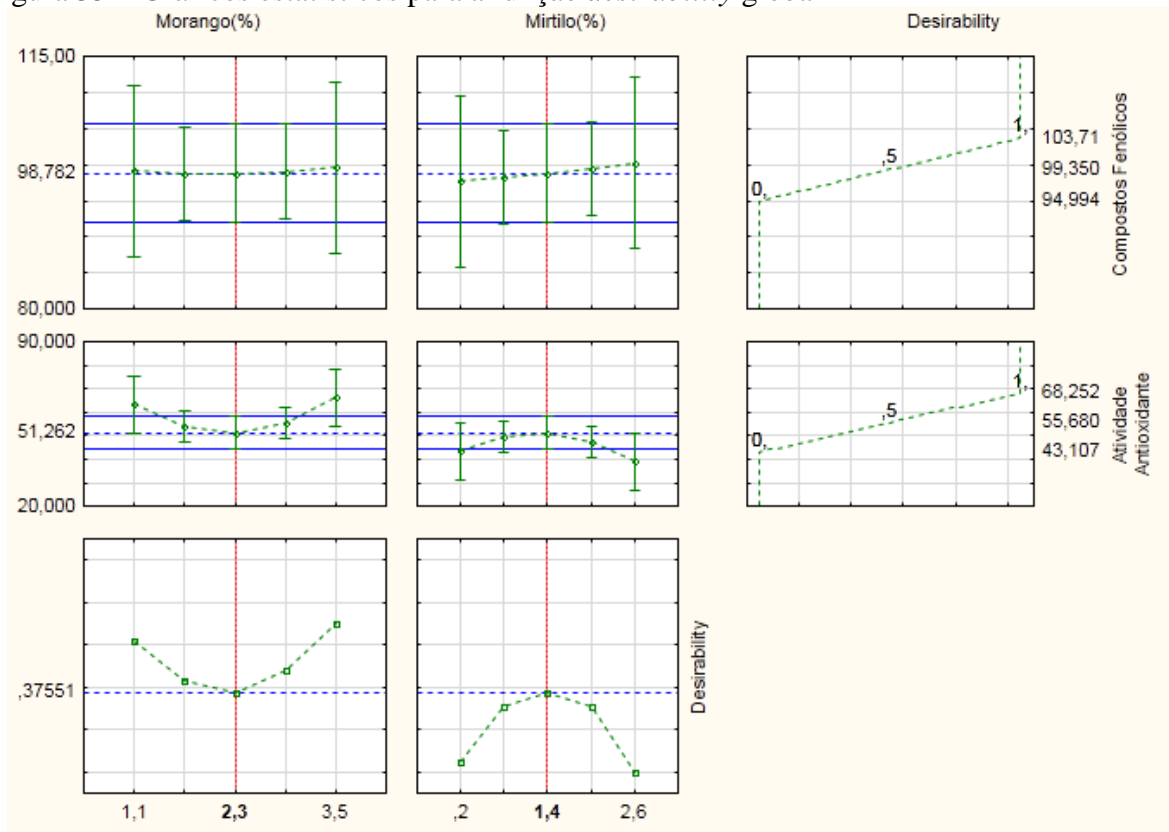 Morango(%) Mirtilo(%) Desirability
115,00
98,782
80,000
0, ,5 1,
103,71
99,350
94,994
Compostos Fenólicos
90,000
51,262
20,000
0, ,5 1,
68,252
55,680
43,107
Atividade
Antioxidante
,37551
Desirability
1,1 2,3 3,5 ,2 1,4 2,6